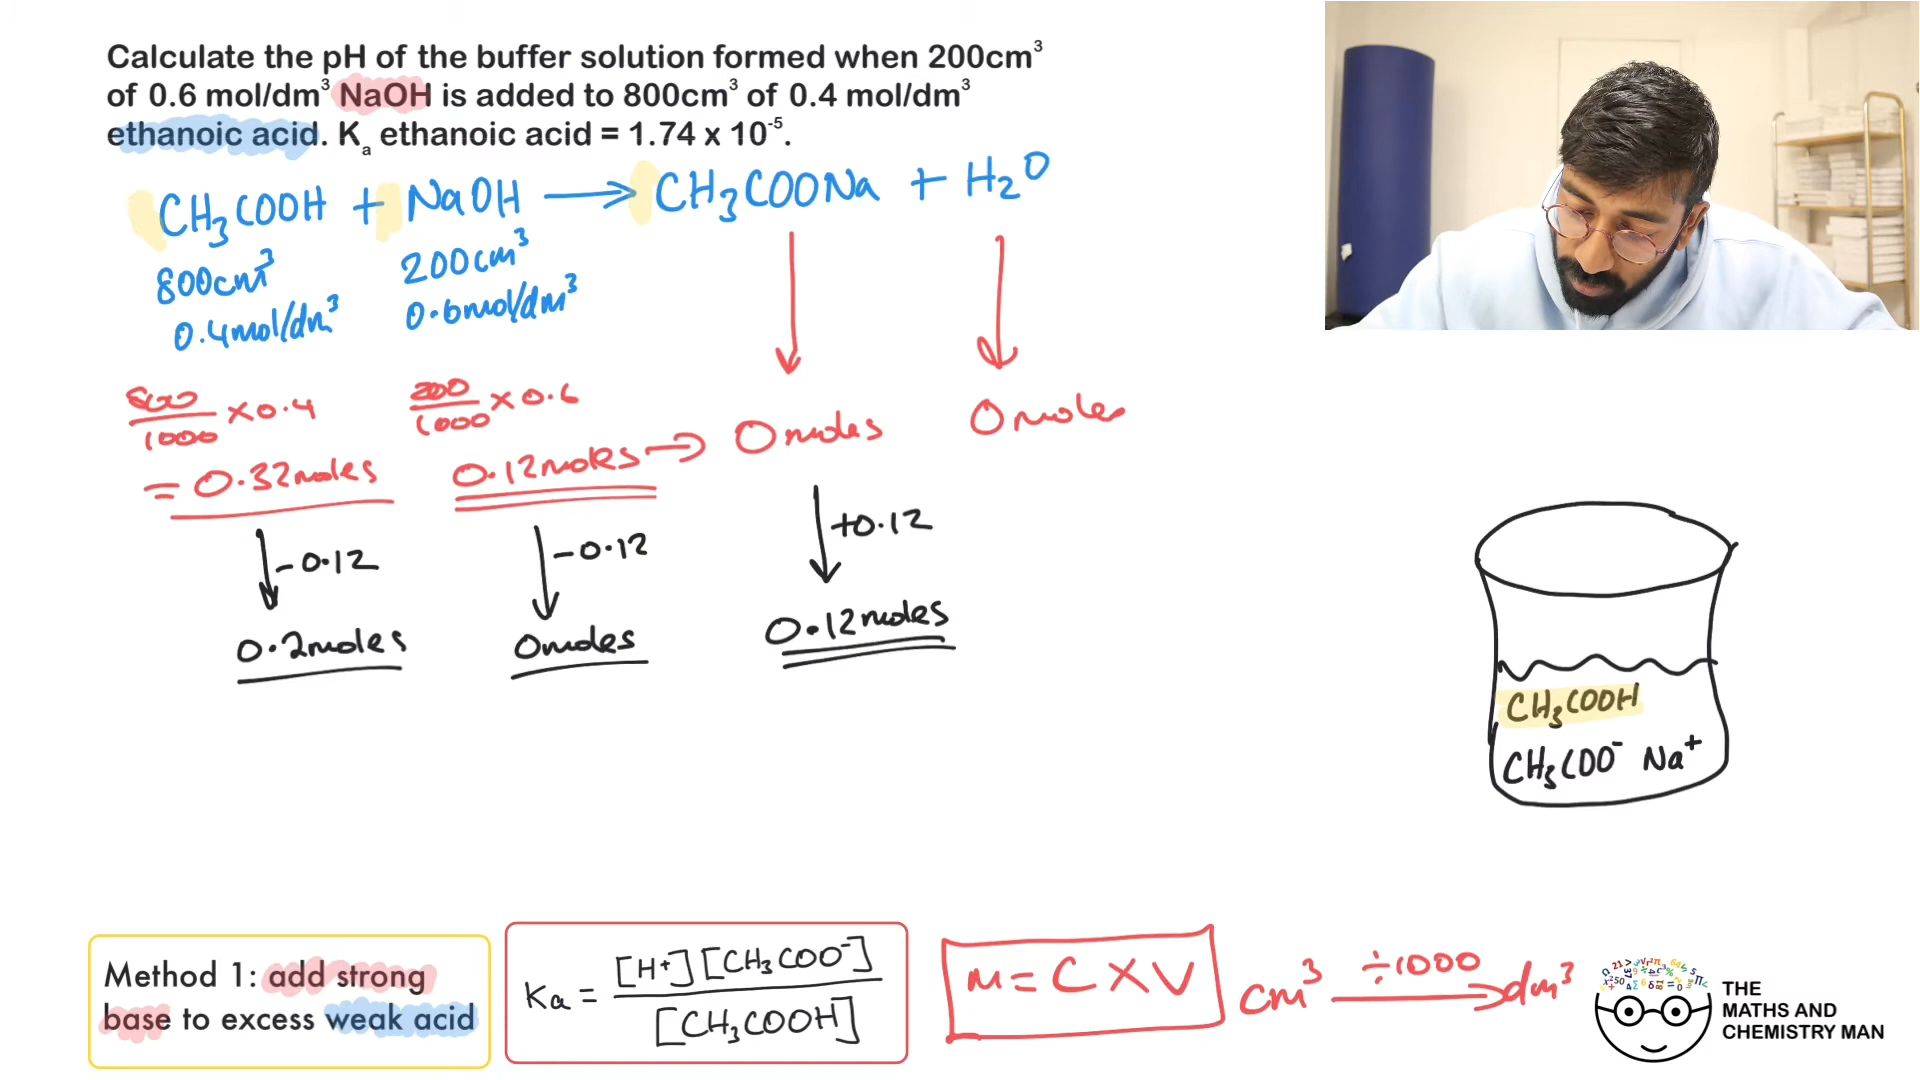 Calculate the pH of the buffer solution formed when 200cm³
of 0.6 mol/dm³ NaOH is added to 800cm³ of 0.4 mol/dm³
ethanoic acid. Kₐ ethanoic acid = 1.74 x 10⁻⁵.
CH₃COOH + NaOH → CH₃COONa + H₂O
800cm³ 200cm³
0.4mol/dm³ 0.6mol/dm³
800/1000 × 0.4 200/1000 × 0.6
= 0.32moles 0.12moles → 0moles 0moles
-0.12 -0.12 +0.12
0.2moles 0moles 0.12moles
CH₃COOH
CH₃COO⁻ Na⁺
Method 1: add strong
base to excess weak acid
Ka = [H⁺][CH₃COO⁻] / [CH₃COOH]
M = C × V
cm³ ÷1000 → dm³
THE
MATHS AND
CHEMISTRY MAN